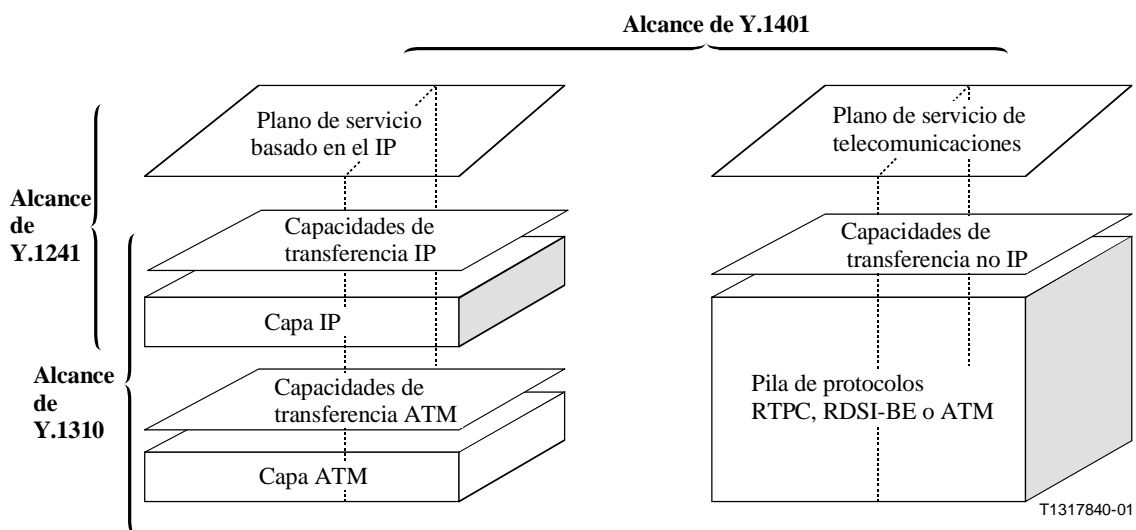 Alcance de Y.1401
Plano de servicio
basado en el IP
Plano de servicio de
telecomunicaciones
Alcance
de
Y.1241
Capacidades de
transferencia IP
Capacidades de
transferencia no IP
Capa IP
Alcance
de
Y.1310
Capacidades de
transferencia ATM
Pila de protocolos
RTPC, RDSI-BE o ATM
Capa ATM
T1317840-01